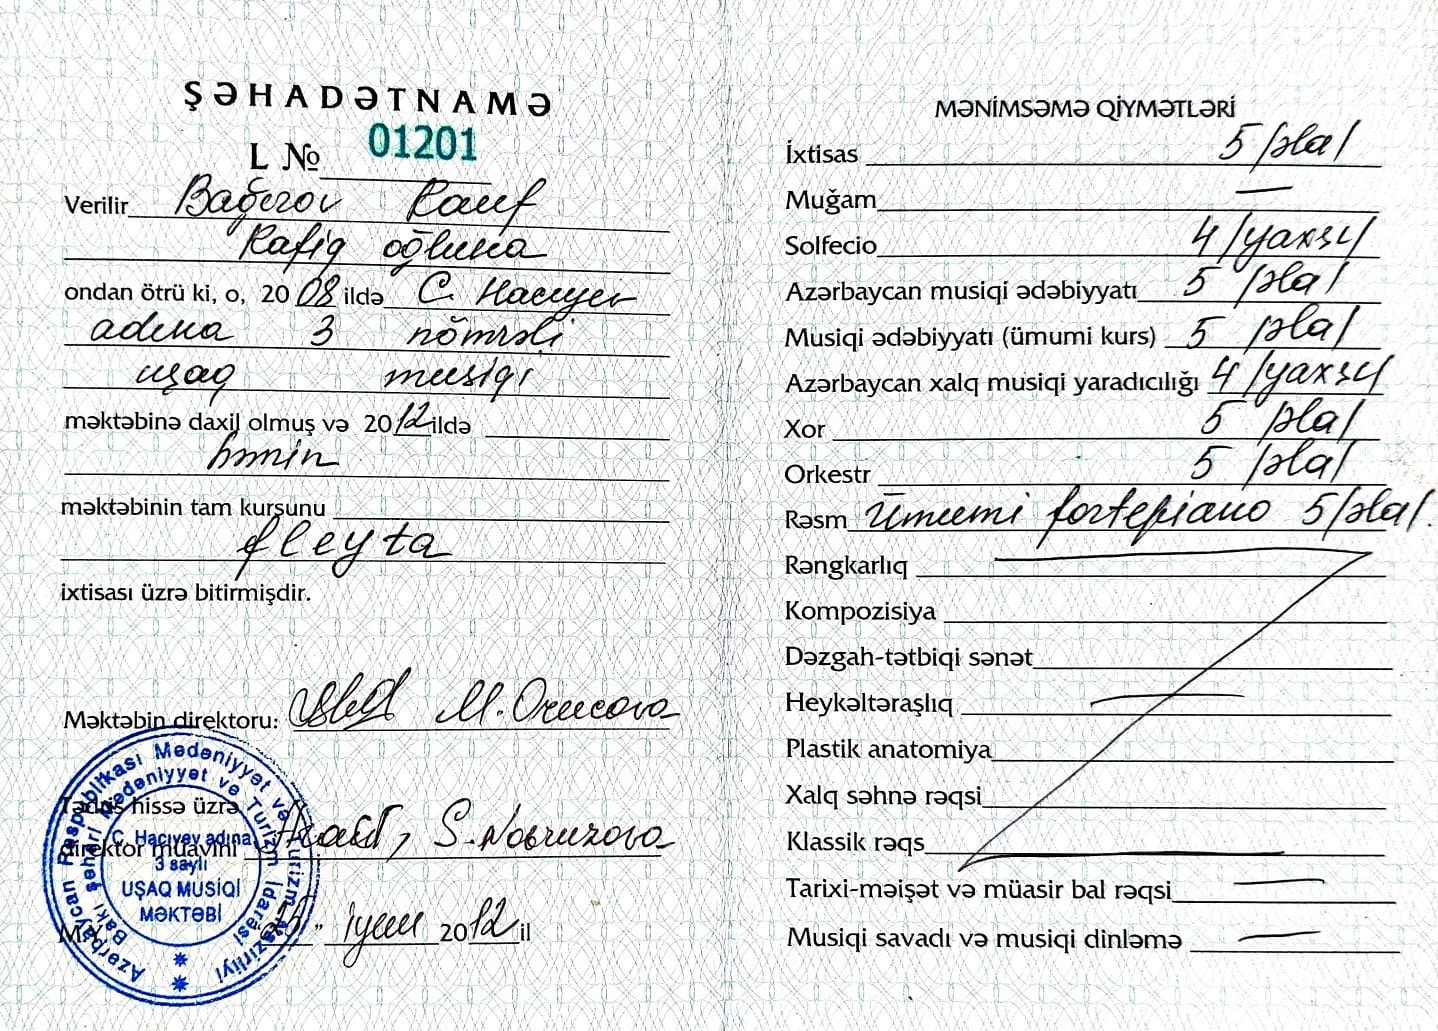 ŞƏHADƏTNAMƏ
L № 01201
Verilir Bağırov Rauf
Rafiq oğluna
ondan ötrü ki, o, 2008 ildə C. Hacıyev
adına 3 nömrəli
uşaq musiqi
məktəbinə daxil olmuş və 2012 ildə
həmin
məktəbinin tam kursunu
fleyta
ixtisası üzrə bitirmişdir.
Məktəbin direktoru: M. Orucova
Tədris hissə üzrə
direktor müavini S. Novruzova
" iyun 2012 il
Azərbaycan Respublikası Mədəniyyət və Turizm Nazirliyi
Bakı şəhəri Mədəniyyət və Turizm İdarəsi
C. Hacıyev adına
3 saylı
UŞAQ MUSİQİ
MƏKTƏBİ
MƏNİMSƏMƏ QİYMƏTLƏRİ
İxtisas 5 /əla/
Muğam —
Solfecio 4 /yaxşı/
Azərbaycan musiqi ədəbiyyatı 5 /əla/
Musiqi ədəbiyyatı (ümumi kurs) 5 /əla/
Azərbaycan xalq musiqi yaradıcılığı 4 /yaxşı/
Xor 5 /əla/
Orkestr 5 /əla/
Rəsm Ümumi fortepiano 5 /əla/.
Rəngkarlıq
Kompozisiya
Dəzgah-tətbiqi sənət
Heykəltəraşlıq —
Plastik anatomiya
Xalq səhnə rəqsi
Klassik rəqs
Tarixi-məişət və müasir bal rəqsi —
Musiqi savadı və musiqi dinləmə —